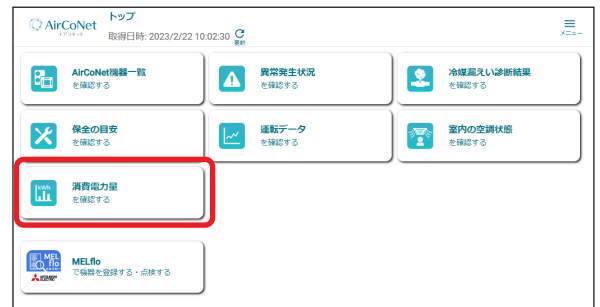 AirCoNet
エアコネット
トップ
取得日時: 2023/2/22 10:02:30
更新
メニュー
AirCoNet機器一覧
を確認する
異常発生状況
を確認する
冷媒漏えい診断結果
を確認する
保全の目安
を確認する
運転データ
を確認する
室内の空調状態
を確認する
kWh
消費電力量
を確認する
MEL
flo
MITSUBISHI
ELECTRIC
MELflo
で機器を登録する・点検する